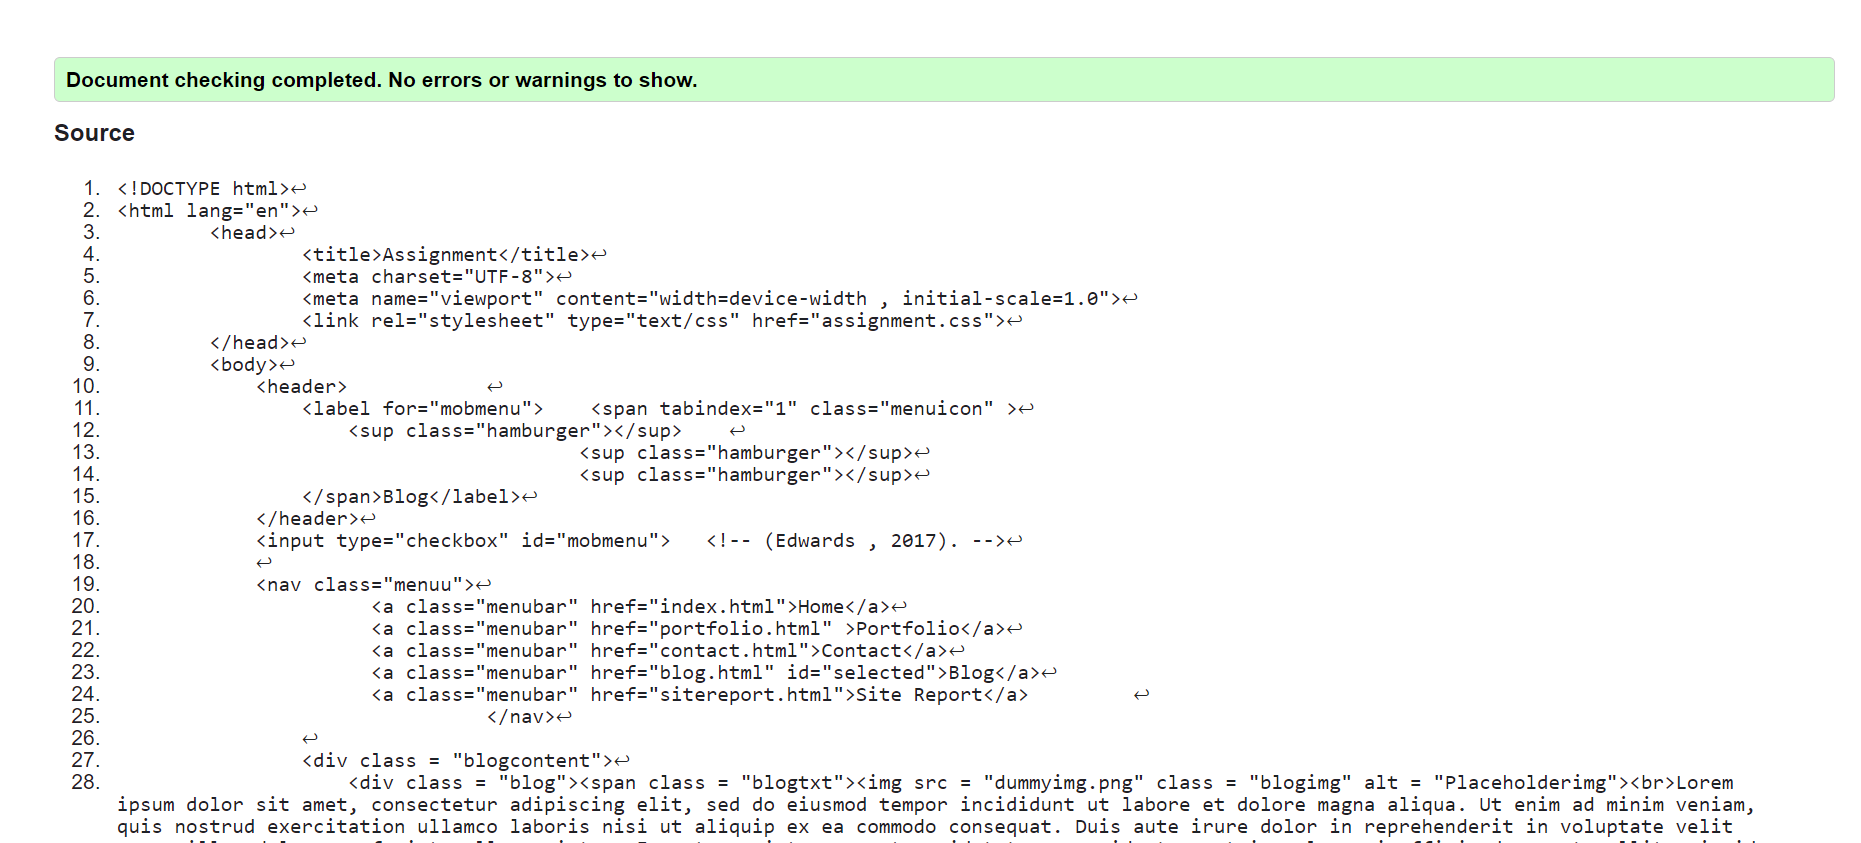 Document checking completed. No errors or warnings to show.
Source
1. <!DOCTYPE html>↩
2. <html lang="en">↩
3. <head>↩
4. <title>Assignment</title>↩
5. <meta charset="UTF-8">↩
6. <meta name="viewport" content="width=device-width , initial-scale=1.0">↩
7. <link rel="stylesheet" type="text/css" href="assignment.css">↩
8. </head>↩
9. <body>↩
10. <header> ↩
11. <label for="mobmenu"> <span tabindex="1" class="menuicon" >↩
12. <sup class="hamburger"></sup> ↩
13. <sup class="hamburger"></sup>↩
14. <sup class="hamburger"></sup>↩
15. </span>Blog</label>↩
16. </header>↩
17. <input type="checkbox" id="mobmenu"> <!-- (Edwards , 2017). -->↩
18. ↩
19. <nav class="menuu">↩
20. <a class="menubar" href="index.html">Home</a>↩
21. <a class="menubar" href="portfolio.html" >Portfolio</a>↩
22. <a class="menubar" href="contact.html">Contact</a>↩
23. <a class="menubar" href="blog.html" id="selected">Blog</a>↩
24. <a class="menubar" href="sitereport.html">Site Report</a> ↩
25. </nav>↩
26. ↩
27. <div class = "blogcontent">↩
28. <div class = "blog"><span class = "blogtxt"><img src = "dummyimg.png" class = "blogimg" alt = "Placeholderimg"><br>Lorem
ipsum dolor sit amet, consectetur adipiscing elit, sed do eiusmod tempor incididunt ut labore et dolore magna aliqua. Ut enim ad minim veniam,
quis nostrud exercitation ullamco laboris nisi ut aliquip ex ea commodo consequat. Duis aute irure dolor in reprehenderit in voluptate velit